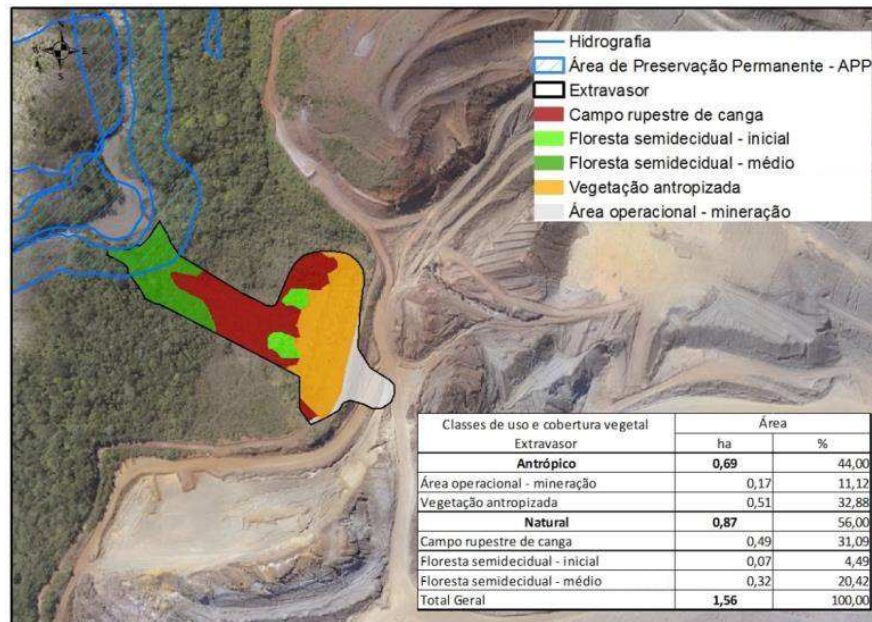 N
W E
S
Hidrografia
Área de Preservação Permanente - APP
Extravasor
Campo rupestre de canga
Floresta semidecidual - inicial
Floresta semidecidual - médio
Vegetação antropizada
Área operacional - mineração
Classes de uso e cobertura vegetal Área
Extravasor ha %
Antrópico 0,69 44,00
Área operacional - mineração 0,17 11,12
Vegetação antropizada 0,51 32,88
Natural 0,87 56,00
Campo rupestre de canga 0,49 31,09
Floresta semidecidual - inicial 0,07 4,49
Floresta semidecidual - médio 0,32 20,42
Total Geral 1,56 100,00